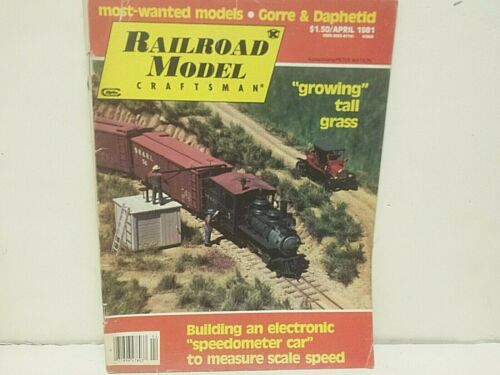 most-wanted models • Gorre & Daphetid
$1.50/APRIL 1981
RAILROAD
MODEL
CRAFTSMAN®
"growing"
tall
grass
Building an electronic
"speedometer car"
to measure scale speed